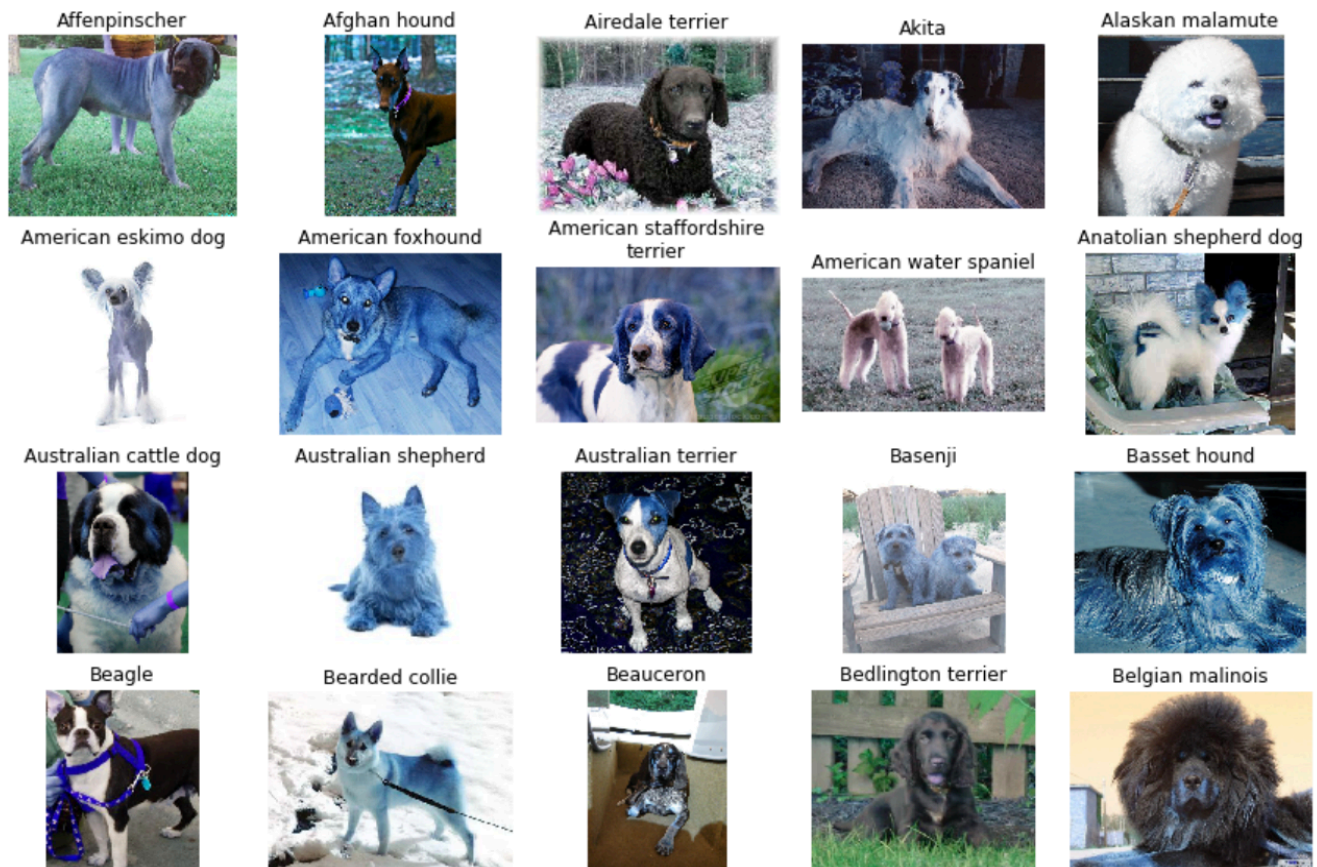 Affenpinscher
Afghan hound
Airedale terrier
Akita
Alaskan malamute
American eskimo dog
American foxhound
American staffordshire
terrier
American water spaniel
Anatolian shepherd dog
Australian cattle dog
Australian shepherd
Australian terrier
Basenji
Basset hound
Beagle
Bearded collie
Beauceron
Bedlington terrier
Belgian malinois